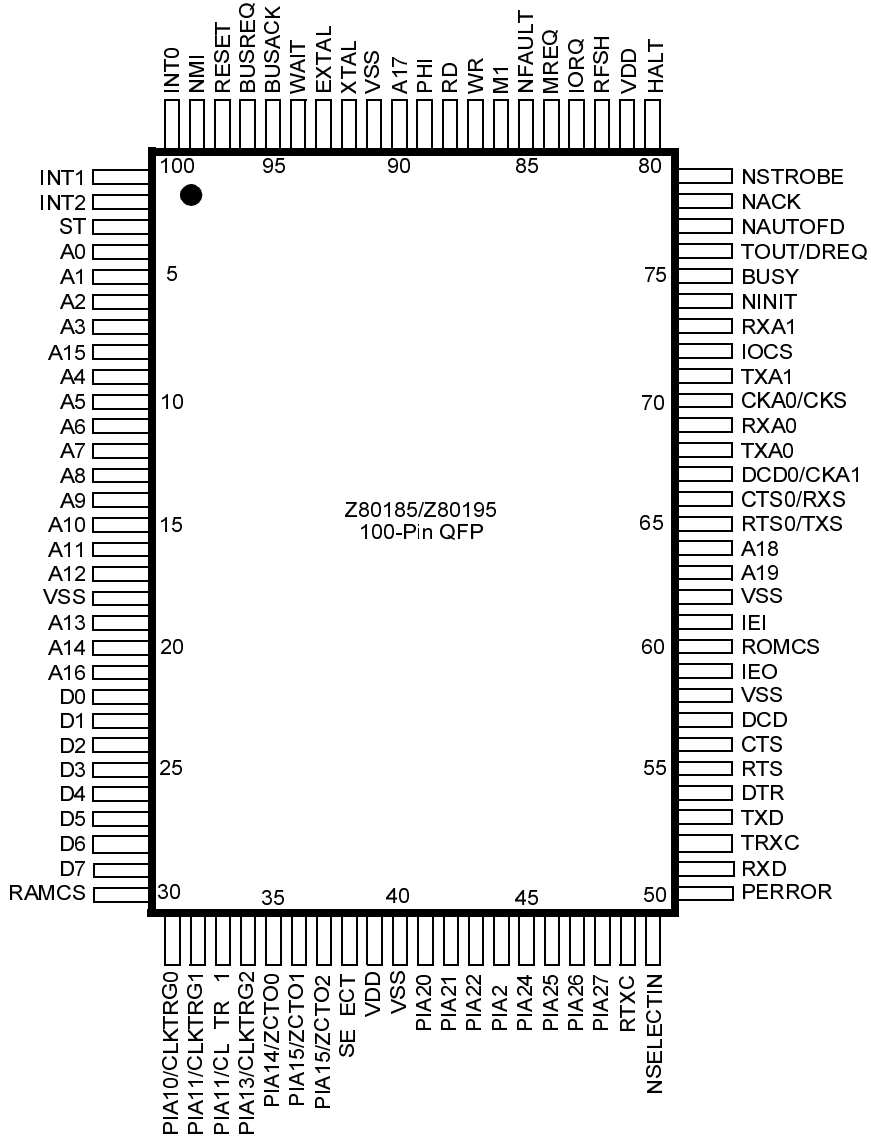 INT0
NMI
RESET
BUSREQ
BUSACK
WAIT
EXTAL
XTAL
VSS
A17
PHI
RD
WR
M1
NFAULT
MREQ
IORQ
RFSH
VDD
HALT
100
95
90
85
80
INT1
INT2
ST
A0
A1
A2
A3
A15
A4
A5
A6
A7
A8
A9
A10
A11
A12
VSS
A13
A14
A16
D0
D1
D2
D3
D4
D5
D6
D7
RAMCS
5
10
15
20
25
30
Z80185/Z80195
100-Pin QFP
75
70
65
60
55
50
NSTROBE
NACK
NAUTOFD
TOUT/DREQ
BUSY
NINIT
RXA1
IOCS
TXA1
CKA0/CKS
RXA0
TXA0
DCD0/CKA1
CTS0/RXS
RTS0/TXS
A18
A19
VSS
IEI
ROMCS
IEO
VSS
DCD
CTS
RTS
DTR
TXD
TRXC
RXD
PERROR
35
40
45
PIA10/CLKTRG0
PIA11/CLKTRG1
PIA11/CL TR 1
PIA13/CLKTRG2
PIA14/ZCTO0
PIA15/ZCTO1
PIA15/ZCTO2
SE ECT
VDD
VSS
PIA20
PIA21
PIA22
PIA2
PIA24
PIA25
PIA26
PIA27
RTXC
NSELECTIN